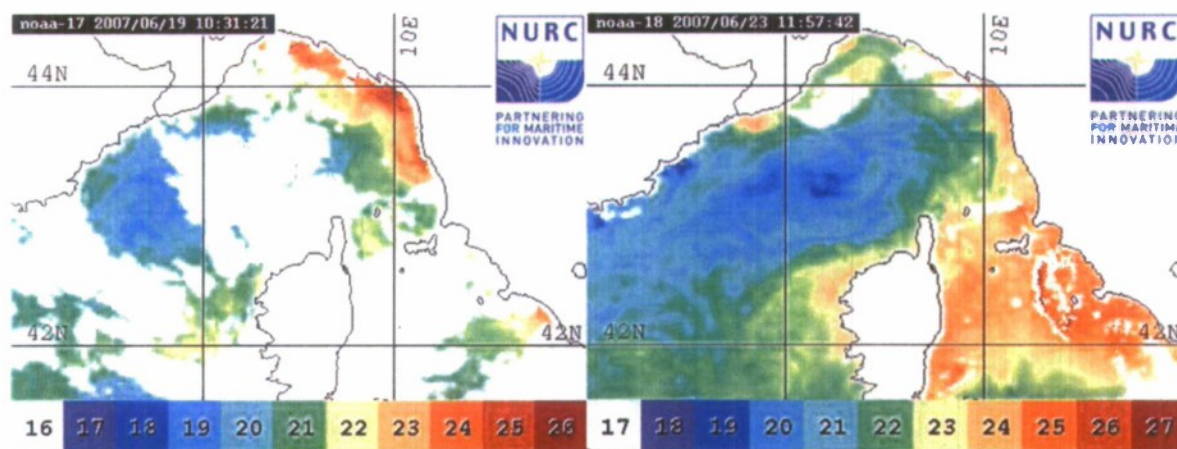 noaa-17 2007/06/19 10:31:21
10E
NURC
44N
PARTNERING
FOR MARITIME
INNOVATION
42N
42N
16 17 18 19 20 21 22 23 24 25 26
noaa-18 2007/06/23 11:57:42
10E
NURC
44N
PARTNERING
FOR MARITIME
INNOVATION
42N
42N
17 18 19 20 21 22 23 24 25 26 27